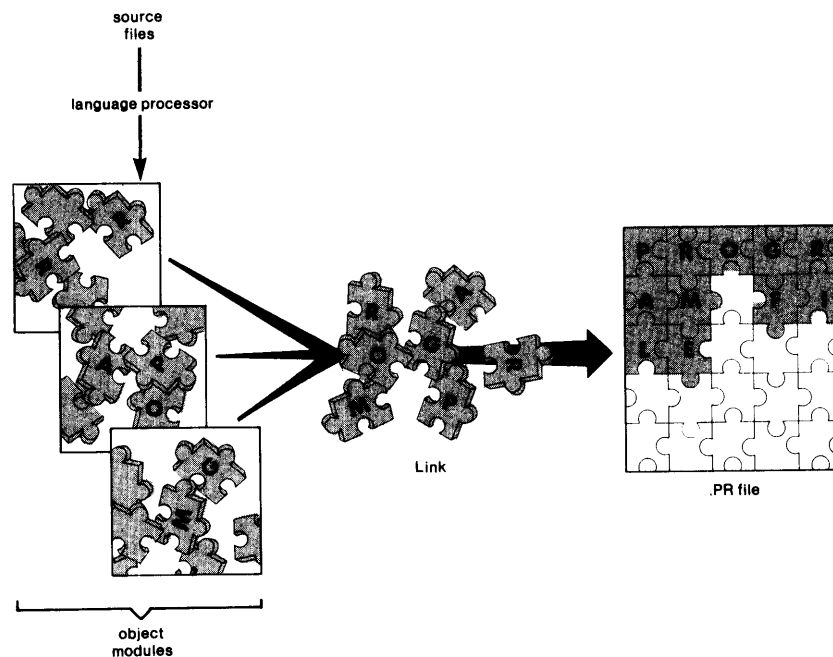 source
files
language processor
R
R
A
P
O
G
M
R
A
O
G
M
P
R
Link
P R O G R
A M F I
L E
.PR file
object
modules